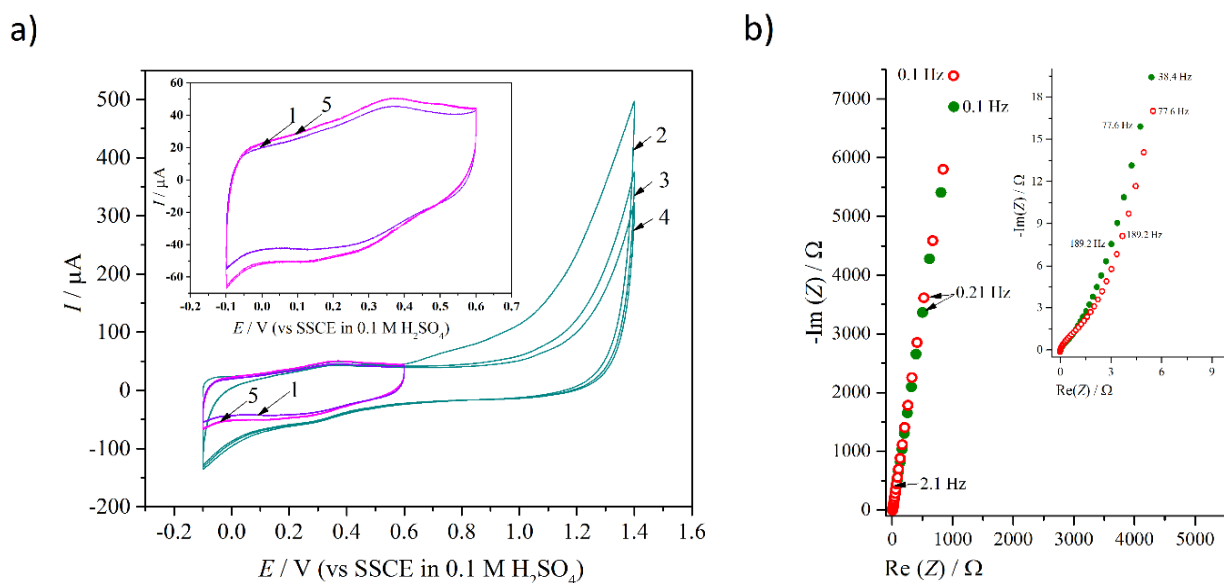 a)
b)
500
400
300
200
100
0
-100
-200
I / µA
0.0 0.2 0.4 0.6 0.8 1.0 1.2 1.4 1.6
E / V (vs SSCE in 0.1 M H₂SO₄)
2
3
4
5
1
60
40
20
0
-20
-40
-60
I / µA
-0.2 -0.1 0.0 0.1 0.2 0.3 0.4 0.5 0.6 0.7
E / V (vs SSCE in 0.1 M H₂SO₄)
1
5
7000
6000
5000
4000
3000
2000
1000
0
-Im (Z) / Ω
0 1000 2000 3000 4000 5000
Re (Z) / Ω
0.1 Hz
0.1 Hz
0.21 Hz
2.1 Hz
18
15
12
9
6
3
0
-Im(Z) / Ω
0 3 6 9
Re(Z) / Ω
38.4 Hz
77.6 Hz
77.6 Hz
189.2 Hz
189.2 Hz